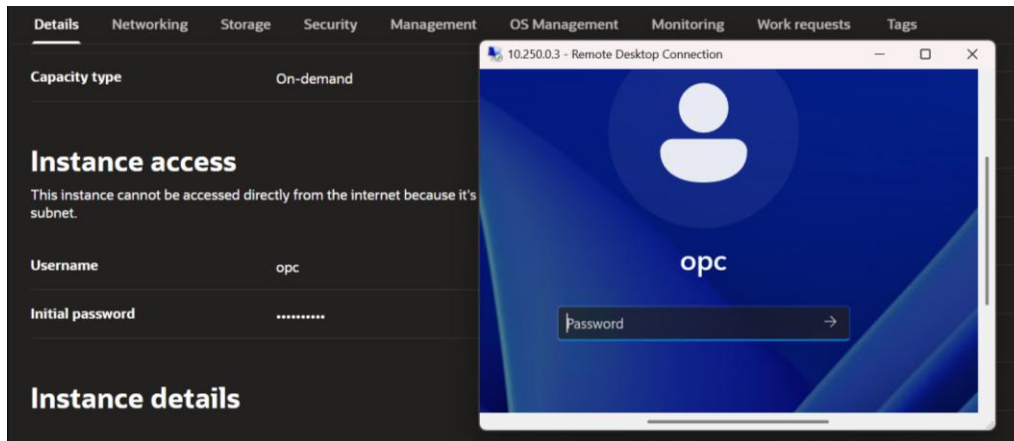 Details Networking Storage Security Management OS Management Monitoring Work requests Tags
Capacity type On-demand
Instance access
This instance cannot be accessed directly from the internet because it's
subnet.
Username opc
Initial password ••••••••••
Instance details
10.250.0.3 - Remote Desktop Connection
opc
Password